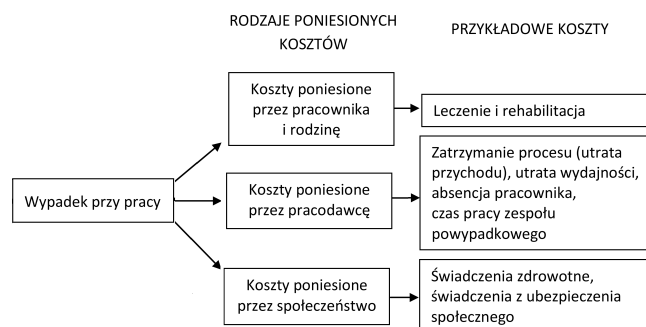 RODZAJE PONIESIONYCH
KOSZTÓW
PRZYKŁADOWE KOSZTY
Wypadek przy pracy
Koszty poniesione
przez pracownika
i rodzinę
Leczenie i rehabilitacja
Koszty poniesione
przez pracodawcę
Zatrzymanie procesu (utrata
przychodu), utrata wydajności,
absencja pracownika,
czas pracy zespołu
powypadkowego
Koszty poniesione
przez społeczeństwo
Świadczenia zdrowotne,
świadczenia z ubezpieczenia
społecznego